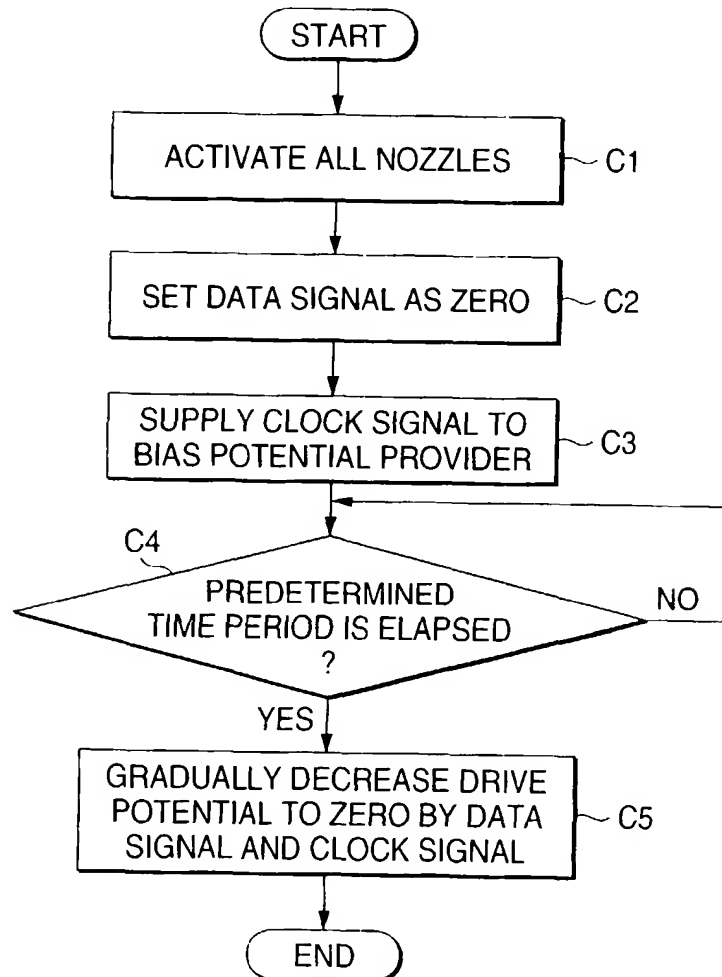 START
ACTIVATE ALL NOZZLES
C1
SET DATA SIGNAL AS ZERO
C2
SUPPLY CLOCK SIGNAL TO
BIAS POTENTIAL PROVIDER
C3
C4
PREDETERMINED
TIME PERIOD IS ELAPSED
?
NO
YES
GRADUALLY DECREASE DRIVE
POTENTIAL TO ZERO BY DATA
SIGNAL AND CLOCK SIGNAL
C5
END